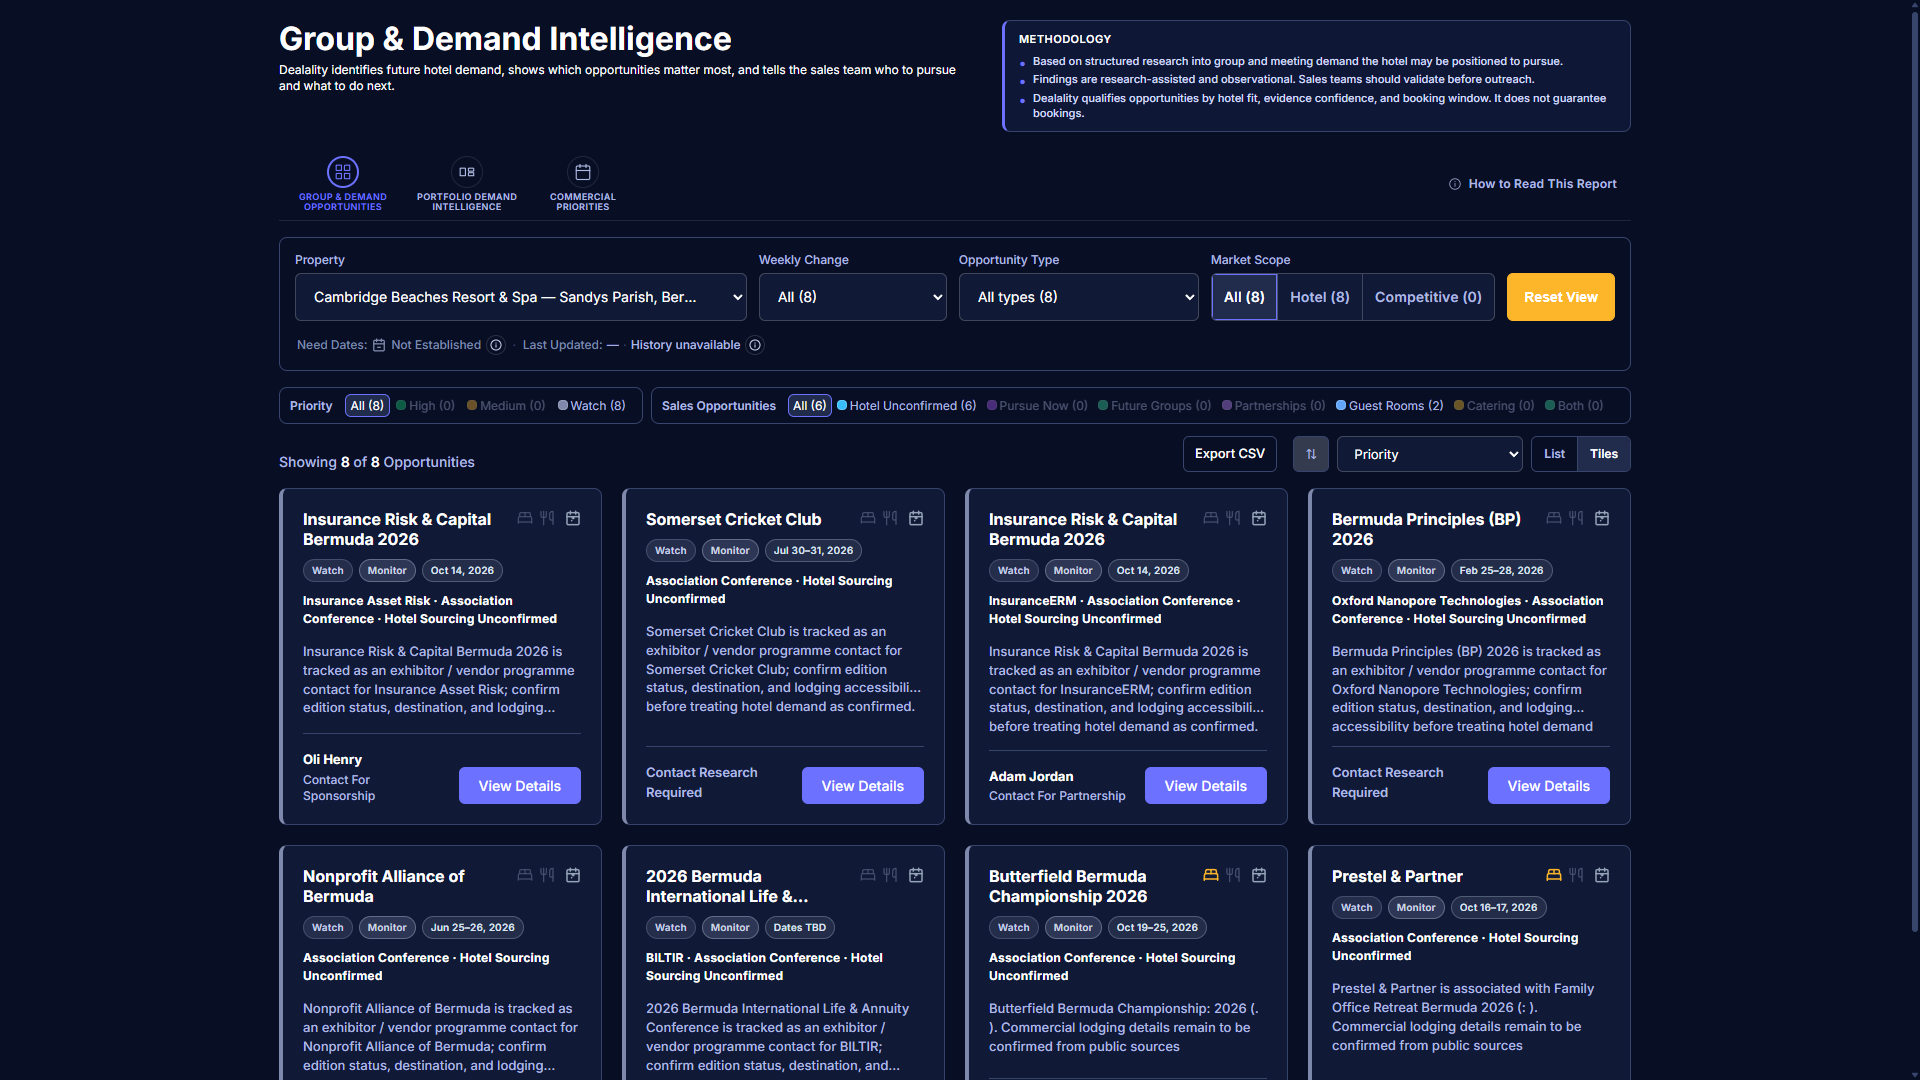 Group & Demand Intelligence
Dealality identifies future hotel demand, shows which opportunities matter most, and tells the sales team who to pursue
and what to do next.
METHODOLOGY
Based on structured research into group and meeting demand the hotel may be positioned to pursue.
Findings are research-assisted and observational. Sales teams should validate before outreach.
Dealality qualifies opportunities by hotel fit, evidence confidence, and booking window. It does not guarantee
bookings.
GROUP & DEMAND
OPPORTUNITIES
PORTFOLIO DEMAND
INTELLIGENCE
COMMERCIAL
PRIORITIES
How to Read This Report
Property
Weekly Change
Opportunity Type
Market Scope
Cambridge Beaches Resort & Spa — Sandys Parish, Ber...
All (8)
All types (8)
All (8)
Hotel (8)
Competitive (0)
Reset View
Need Dates: Not Established · Last Updated: — · History unavailable
Priority All (8) High (0) Medium (0) Watch (8)
Sales Opportunities All (6) Hotel Unconfirmed (6) Pursue Now (0) Future Groups (0) Partnerships (0) Guest Rooms (2) Catering (0) Both (0)
Showing 8 of 8 Opportunities
Export CSV
Priority
List
Tiles
Insurance Risk & Capital
Bermuda 2026
Watch Monitor Oct 14, 2026
Insurance Asset Risk · Association
Conference · Hotel Sourcing Unconfirmed
Insurance Risk & Capital Bermuda 2026 is
tracked as an exhibitor / vendor programme
contact for Insurance Asset Risk; confirm
edition status, destination, and lodging...
Oli Henry
Contact For
Sponsorship
View Details
Somerset Cricket Club
Watch Monitor Jul 30–31, 2026
Association Conference · Hotel Sourcing
Unconfirmed
Somerset Cricket Club is tracked as an
exhibitor / vendor programme contact for
Somerset Cricket Club; confirm edition
status, destination, and lodging accessibili...
before treating hotel demand as confirmed.
Contact Research
Required
View Details
Insurance Risk & Capital
Bermuda 2026
Watch Monitor Oct 14, 2026
InsuranceERM · Association Conference ·
Hotel Sourcing Unconfirmed
Insurance Risk & Capital Bermuda 2026 is
tracked as an exhibitor / vendor programme
contact for InsuranceERM; confirm edition
status, destination, and lodging accessibili...
before treating hotel demand as confirmed.
Adam Jordan
Contact For Partnership
View Details
Bermuda Principles (BP)
2026
Watch Monitor Feb 25–28, 2026
Oxford Nanopore Technologies · Association
Conference · Hotel Sourcing Unconfirmed
Bermuda Principles (BP) 2026 is tracked as
an exhibitor / vendor programme contact for
Oxford Nanopore Technologies; confirm
edition status, destination, and lodging...
accessibility before treating hotel demand
Contact Research
Required
View Details
Nonprofit Alliance of
Bermuda
Watch Monitor Jun 25–26, 2026
Association Conference · Hotel Sourcing
Unconfirmed
Nonprofit Alliance of Bermuda is tracked as
an exhibitor / vendor programme contact for
Nonprofit Alliance of Bermuda; confirm
edition status, destination, and lodging...
2026 Bermuda
International Life &...
Watch Monitor Dates TBD
BILTIR · Association Conference · Hotel
Sourcing Unconfirmed
2026 Bermuda International Life & Annuity
Conference is tracked as an exhibitor /
vendor programme contact for BILTIR;
confirm edition status, destination, and...
Butterfield Bermuda
Championship 2026
Watch Monitor Oct 19–25, 2026
Association Conference · Hotel Sourcing
Unconfirmed
Butterfield Bermuda Championship: 2026 (.
). Commercial lodging details remain to be
confirmed from public sources
Prestel & Partner
Watch Monitor Oct 16–17, 2026
Association Conference · Hotel Sourcing
Unconfirmed
Prestel & Partner is associated with Family
Office Retreat Bermuda 2026 (: ).
Commercial lodging details remain to be
confirmed from public sources